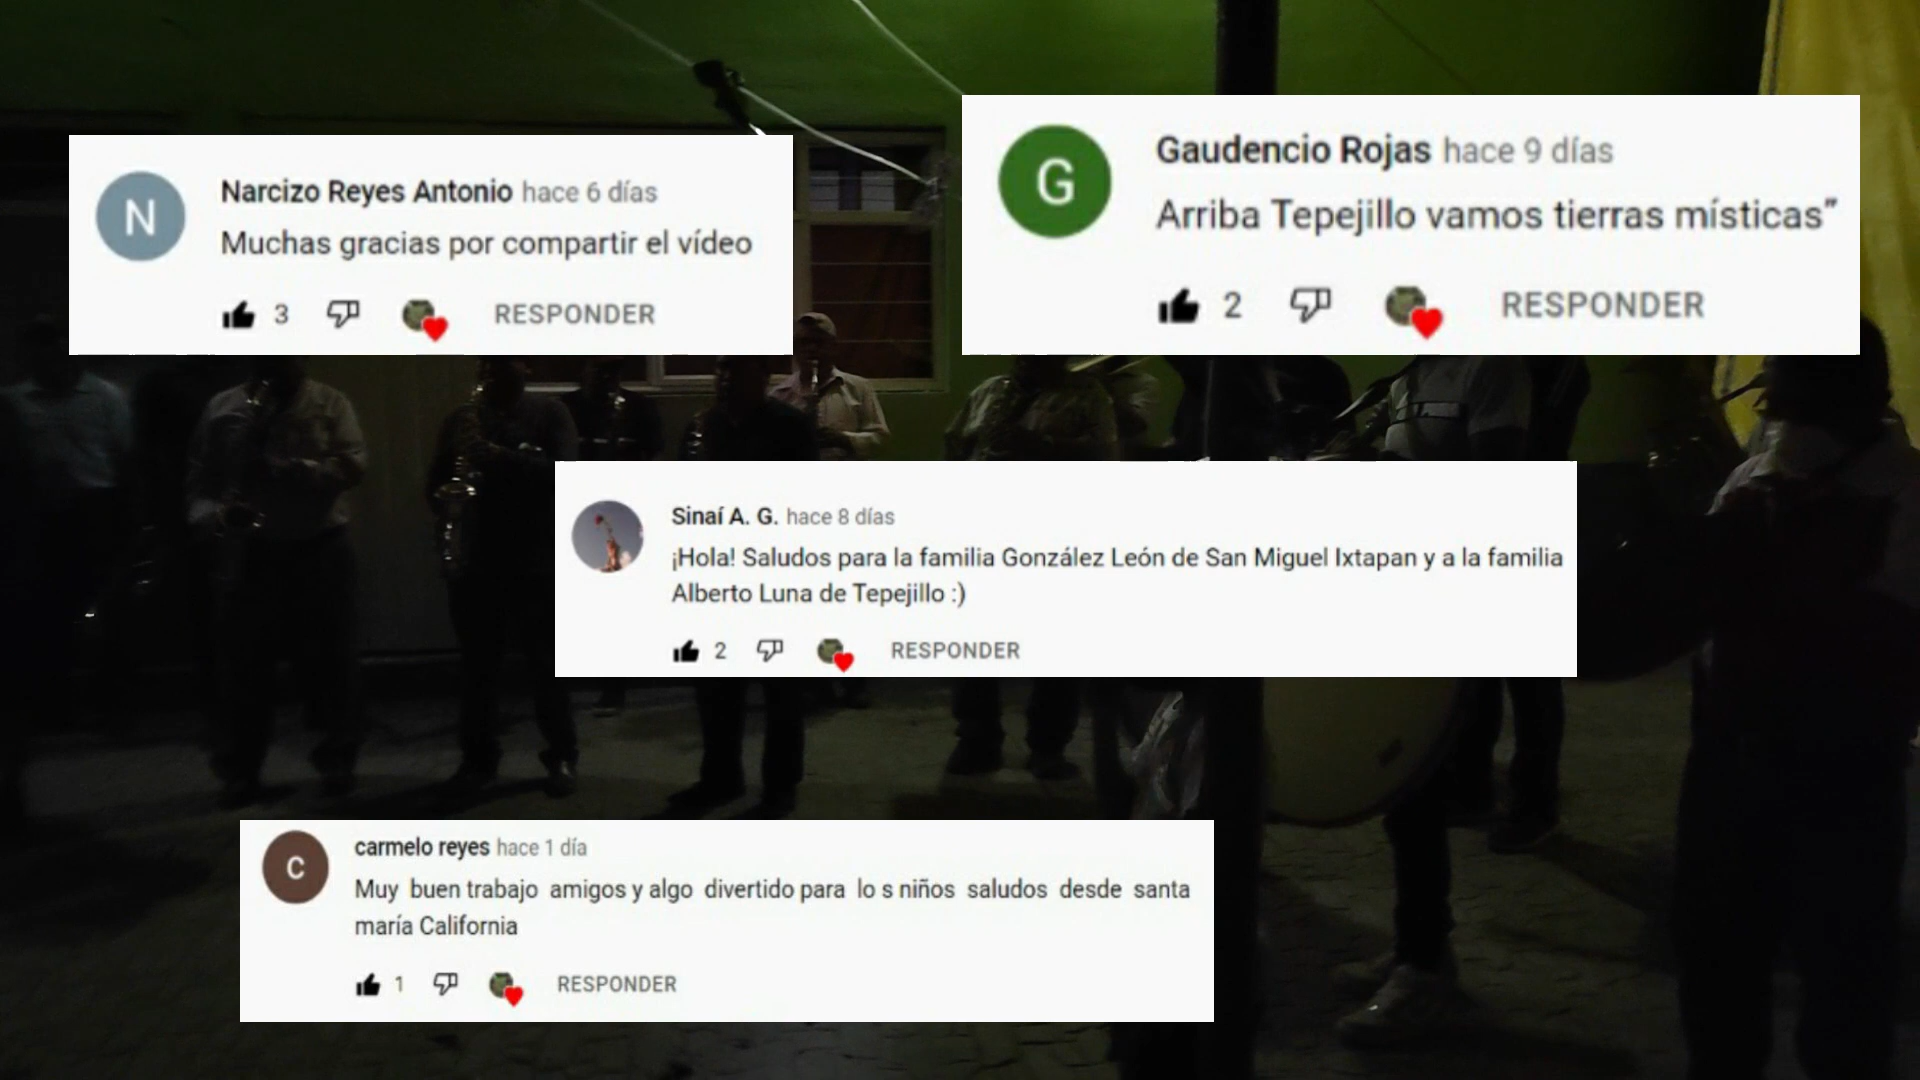 N
Narcizo Reyes Antonio hace 6 días
Muchas gracias por compartir el vídeo
3 RESPONDER
G
Gaudencio Rojas hace 9 días
Arriba Tepejillo vamos tierras místicas”
2 RESPONDER
Sinaí A. G. hace 8 días
¡Hola! Saludos para la familia González León de San Miguel Ixtapan y a la familia
Alberto Luna de Tepejillo :)
2 RESPONDER
c
carmelo reyes hace 1 día
Muy buen trabajo amigos y algo divertido para lo s niños saludos desde santa
maría California
1 RESPONDER